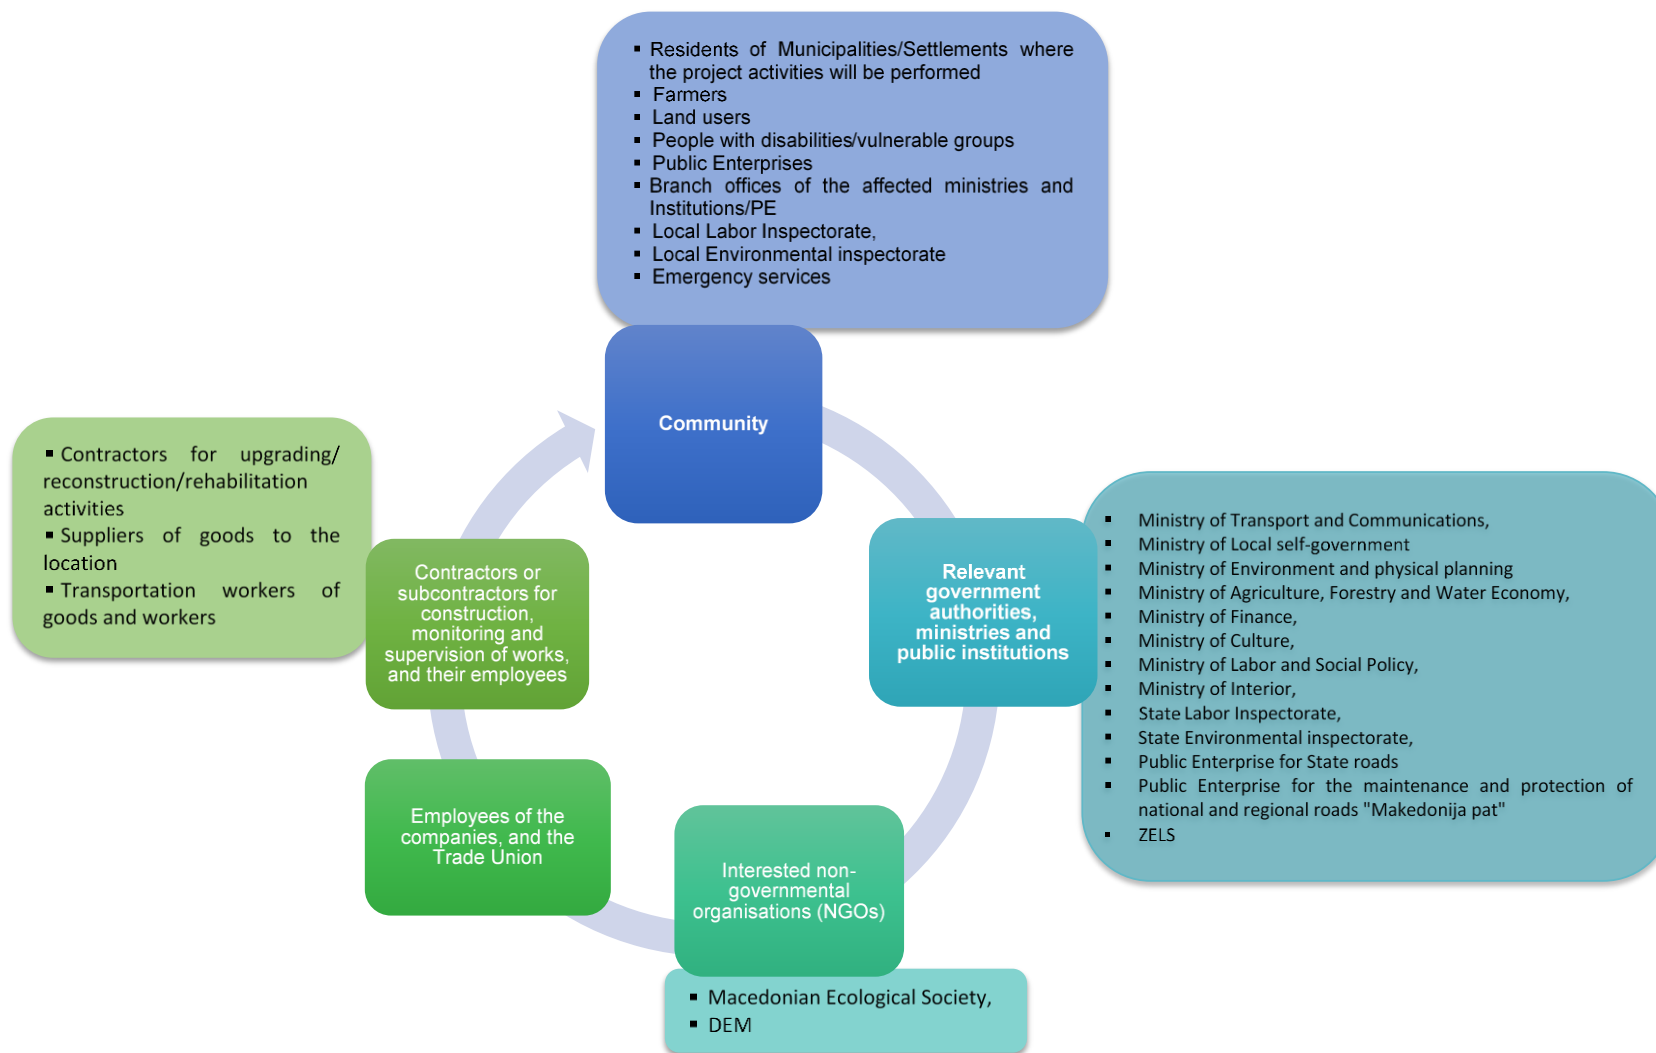 ▪ Residents of Municipalities/Settlements where
the project activities will be performed
▪ Farmers
▪ Land users
▪ People with disabilities/vulnerable groups
▪ Public Enterprises
▪ Branch offices of the affected ministries and
Institutions/PE
▪ Local Labor Inspectorate,
▪ Local Environmental inspectorate
▪ Emergency services
Community
▪ Ministry of Transport and Communications,
▪ Ministry of Local self-government
▪ Ministry of Environment and physical planning
▪ Ministry of Agriculture, Forestry and Water Economy,
▪ Ministry of Finance,
▪ Ministry of Culture,
▪ Ministry of Labor and Social Policy,
▪ Ministry of Interior,
▪ State Labor Inspectorate,
▪ State Environmental inspectorate,
▪ Public Enterprise for State roads
▪ Public Enterprise for the maintenance and protection of
national and regional roads "Makedonija pat"
▪ ZELS
Relevant
government
authorities,
ministries and
public institutions
Interested non-
governmental
organisations (NGOs)
▪ Macedonian Ecological Society,
▪ DEM
Employees of the
companies, and the
Trade Union
Contractors or
subcontractors for
construction,
monitoring and
supervision of works,
and their employees
▪ Contractors for upgrading/
reconstruction/rehabilitation
activities
▪ Suppliers of goods to the
location
▪ Transportation workers of
goods and workers